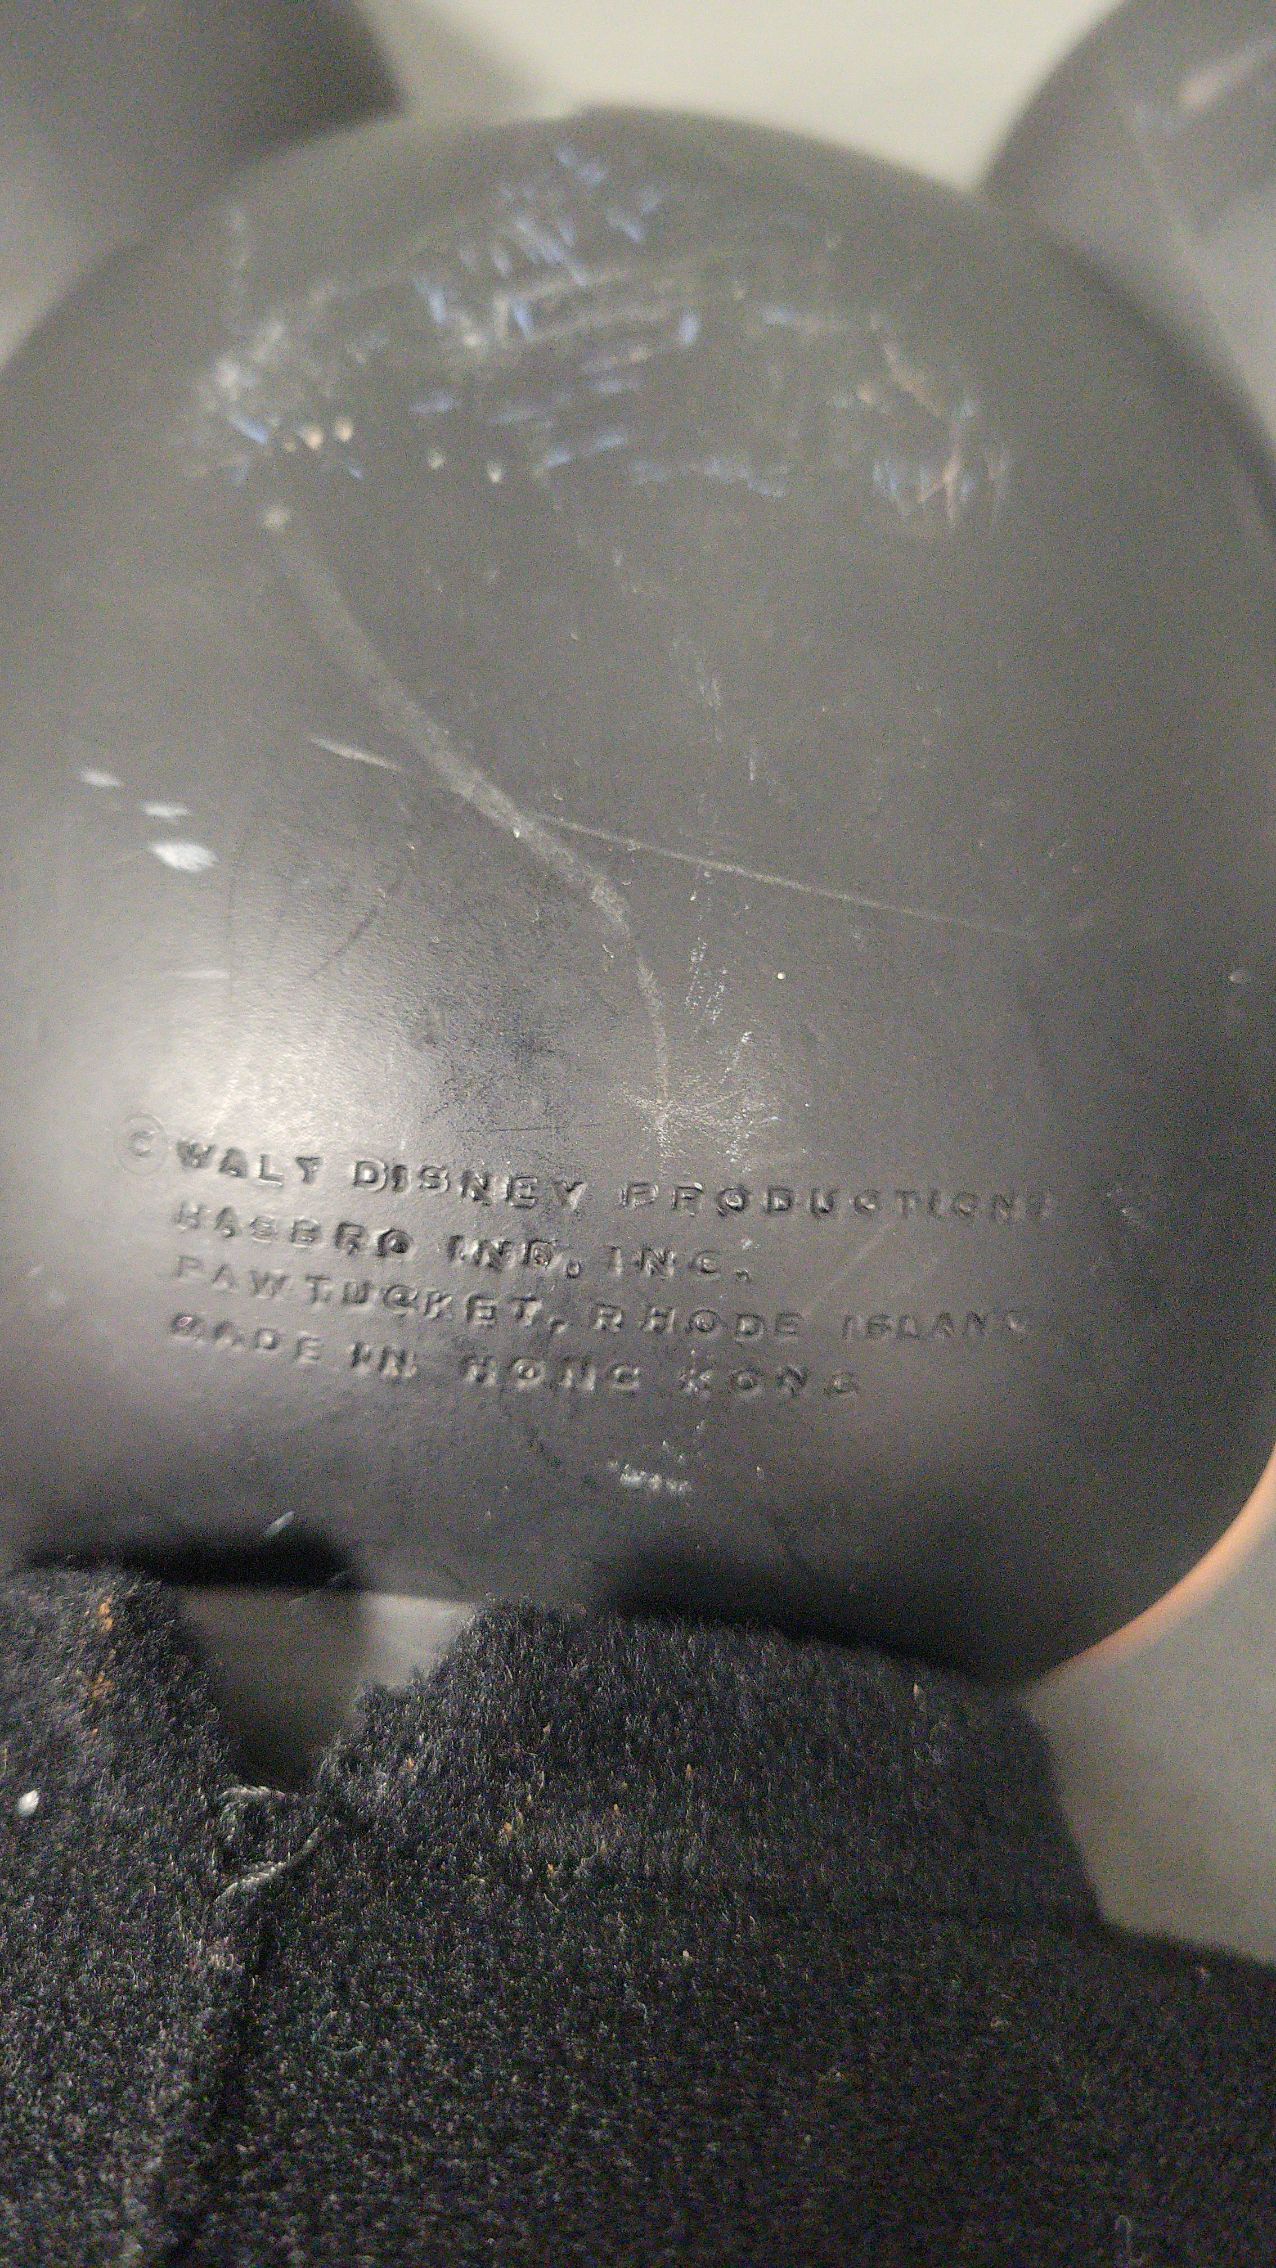 © WALT DISNEY PRODUCTIONS
HASBRO IND. INC.
PAWTUCKET, RHODE ISLAND
MADE IN HONG KONG